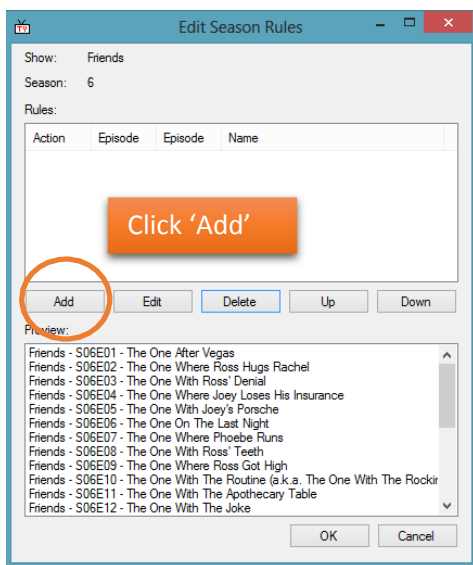 TV
Edit Season Rules
Show: Friends
Season: 6
Rules:
Action Episode Episode Name
Click ‘Add’
Add Edit Delete Up Down
Preview:
Friends - S06E01 - The One After Vegas
Friends - S06E02 - The One Where Ross Hugs Rachel
Friends - S06E03 - The One With Ross' Denial
Friends - S06E04 - The One Where Joey Loses His Insurance
Friends - S06E05 - The One With Joey's Porsche
Friends - S06E06 - The One On The Last Night
Friends - S06E07 - The One Where Phoebe Runs
Friends - S06E08 - The One With Ross' Teeth
Friends - S06E09 - The One Where Ross Got High
Friends - S06E10 - The One With The Routine (a.k.a. The One With The Rockin
Friends - S06E11 - The One With The Apothecary Table
Friends - S06E12 - The One With The Joke
OK Cancel